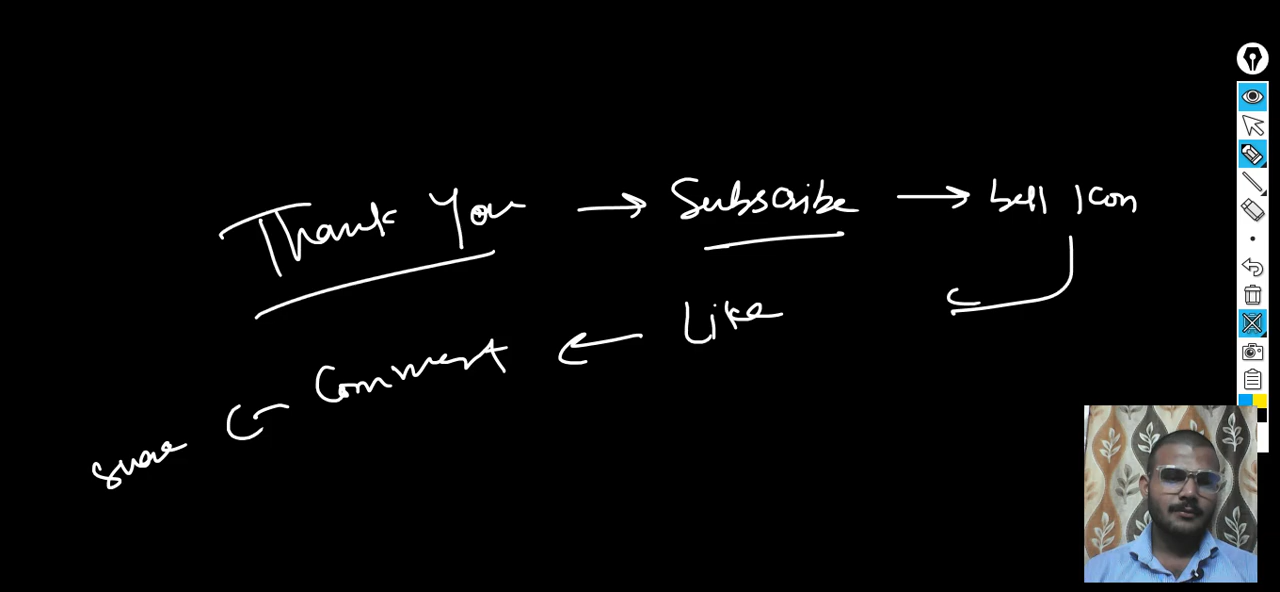 Thank You → Subscribe → bell Icon
Like
← Comment ← 
share